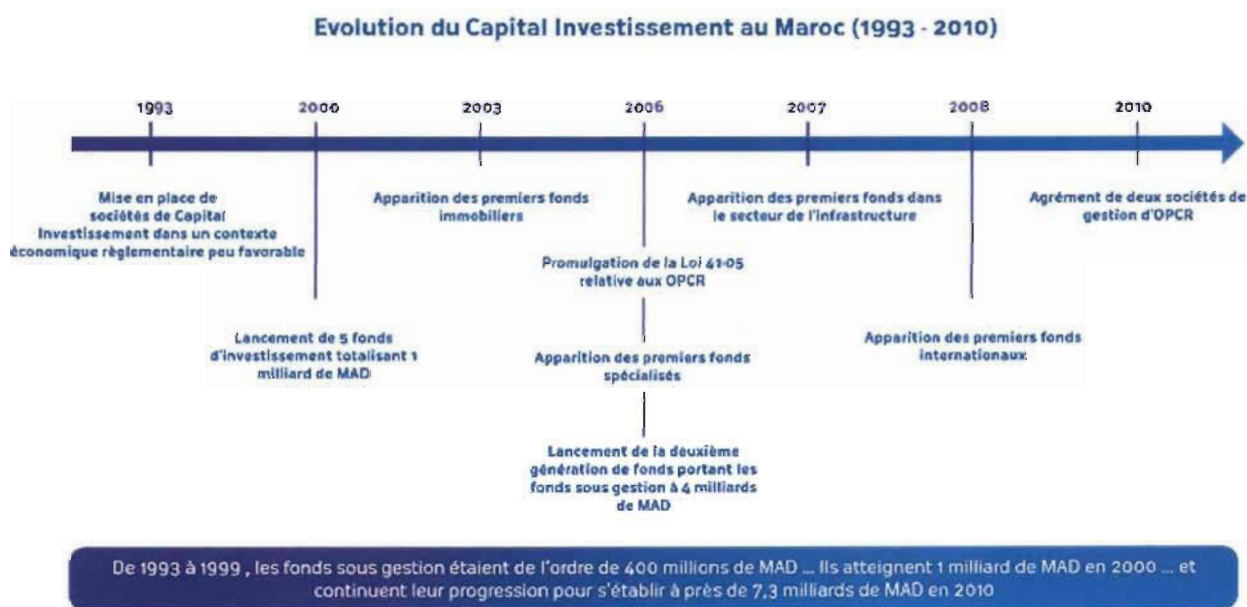 Evolution du Capital Investissement au Maroc (1993 - 2010)
1993
2000
2003
2006
2007
2008
2010
Mise en place de
sociétés de Capital
Investissement dans un contexte
économique règlementaire peu favorable
Lancement de 5 fonds
d'investissement totalisant 1
milliard de MAD
Apparition des premiers fonds
immobiliers
Promulgation de la Loi 41-05
relative aux OPCR
Apparition des premiers fonds
spécialisés
Lancement de la deuxième
génération de fonds portant les
fonds sous gestion à 4 milliards
de MAD
Apparition des premiers fonds dans
le secteur de l'infrastructure
Apparition des premiers fonds
internationaux
Agrément de deux sociétés de
gestion d'OPCR
De 1993 à 1999 , les fonds sous gestion étaient de l'ordre de 400 millions de MAD ... Ils atteignent 1 milliard de MAD en 2000 ... et
continuent leur progression pour s'établir à près de 7,3 milliards de MAD en 2010